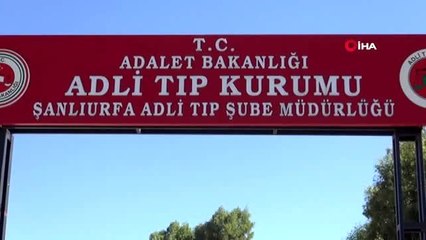 İHA
T.C.
ADALET BAKANLIĞI
ADLİ TIP KURUMU
ŞANLIURFA ADLİ TIP ŞUBE MÜDÜRLÜĞÜ